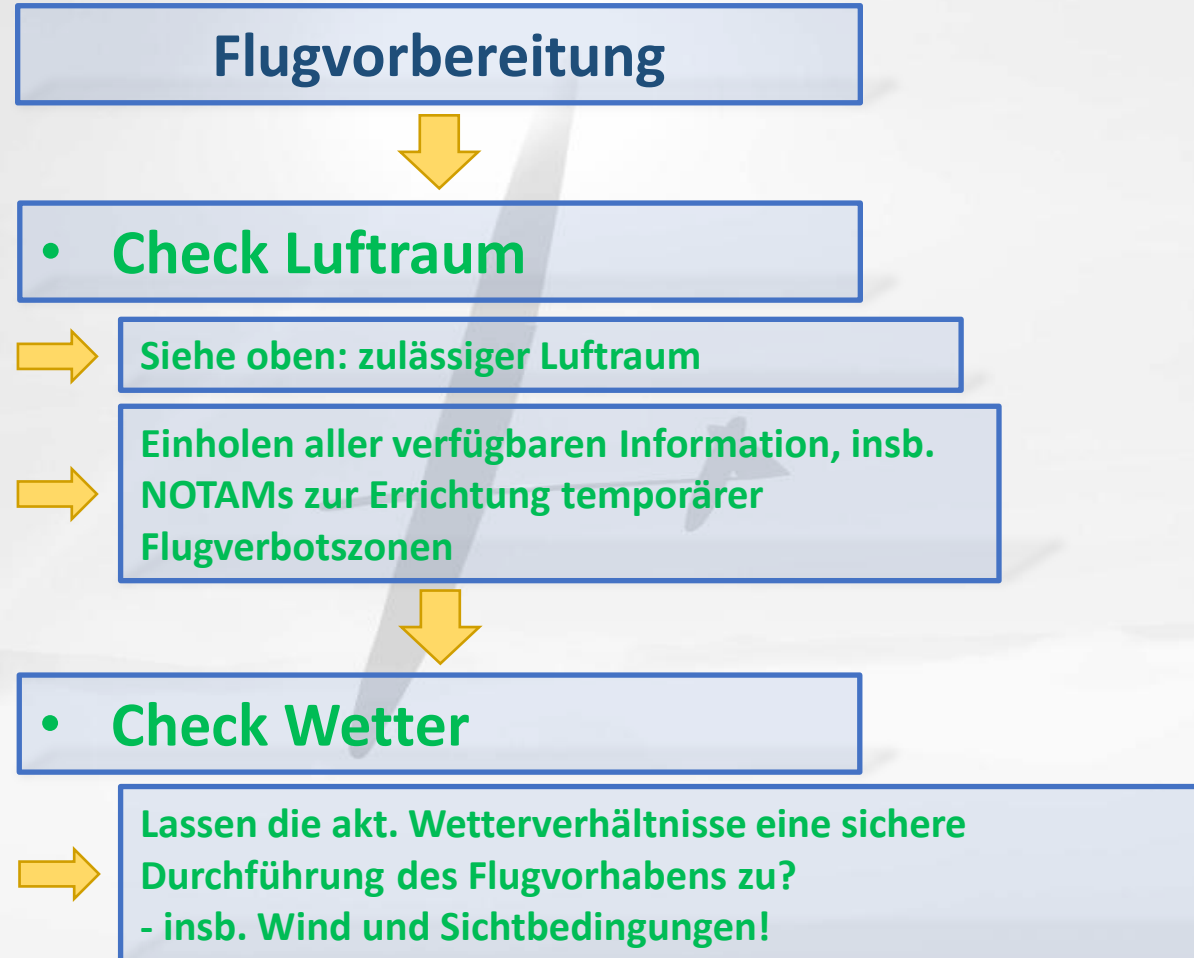 Flugvorbereitung
• Check Luftraum
Siehe oben: zulässiger Luftraum
Einholen aller verfügbaren Information, insb.
NOTAMs zur Errichtung temporärer
Flugverbotszonen
• Check Wetter
Lassen die akt. Wetterverhältnisse eine sichere
Durchführung des Flugvorhabens zu?
- insb. Wind und Sichtbedingungen!